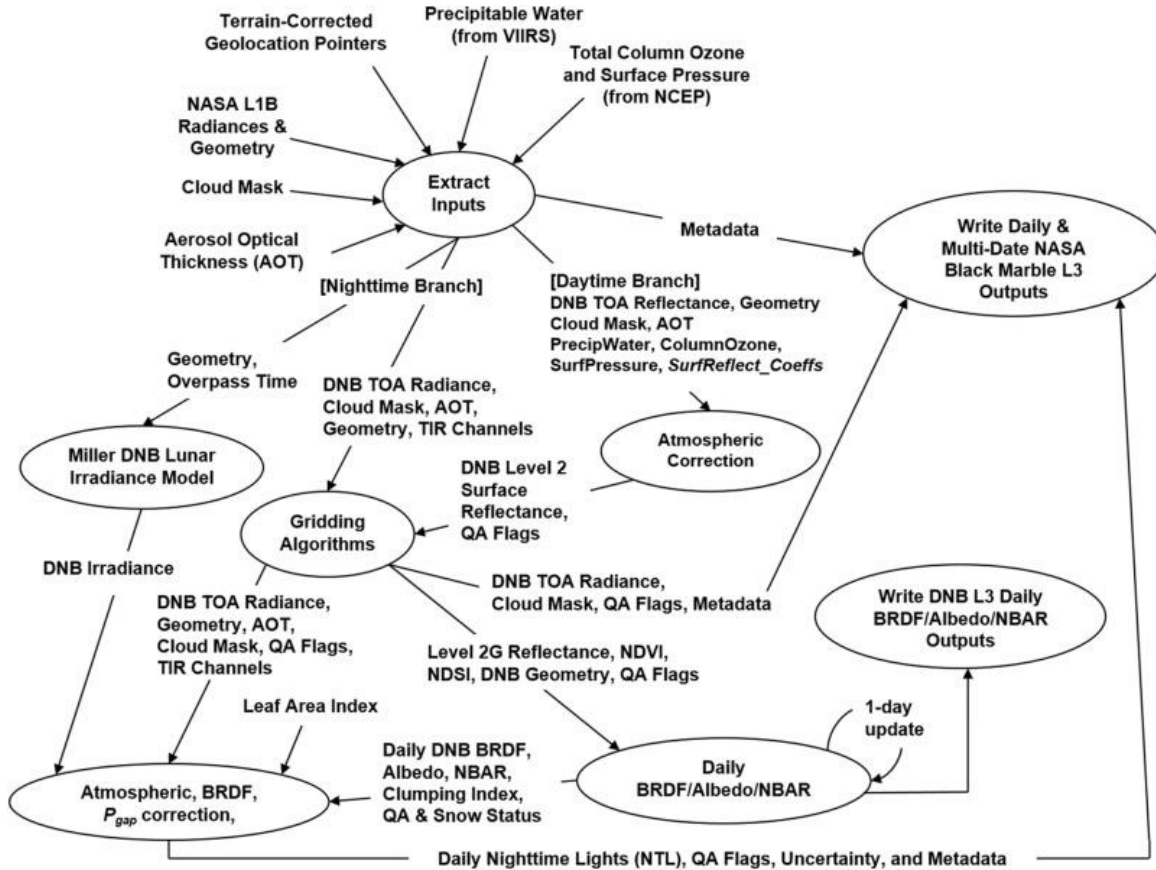 Terrain-Corrected
Geolocation Pointers
Precipitable Water
(from VIIRS)
Total Column Ozone
and Surface Pressure
(from NCEP)
NASA L1B
Radiances &
Geometry
Cloud Mask
Aerosol Optical
Thickness (AOT)
Extract
Inputs
Metadata
Write Daily &
Multi-Date NASA
Black Marble L3
Outputs
[Nighttime Branch]
[Daytime Branch]
DNB TOA Reflectance, Geometry
Cloud Mask, AOT
PrecipWater, ColumnOzone,
SurfPressure, SurfReflect_Coeffs
Geometry,
Overpass Time
DNB TOA Radiance,
Cloud Mask, AOT,
Geometry, TIR Channels
Miller DNB Lunar
Irradiance Model
Atmospheric
Correction
DNB Level 2
Surface
Reflectance,
QA Flags
Gridding
Algorithms
DNB Irradiance
DNB TOA Radiance,
Geometry, AOT,
Cloud Mask, QA Flags,
TIR Channels
DNB TOA Radiance,
Cloud Mask, QA Flags, Metadata
Write DNB L3 Daily
BRDF/Albedo/NBAR
Outputs
Level 2G Reflectance, NDVI,
NDSI, DNB Geometry, QA Flags
Leaf Area Index
1-day
update
Daily DNB BRDF,
Albedo, NBAR,
Clumping Index,
QA & Snow Status
Daily
BRDF/Albedo/NBAR
Atmospheric, BRDF,
Pgap correction,
Daily Nighttime Lights (NTL), QA Flags, Uncertainty, and Metadata